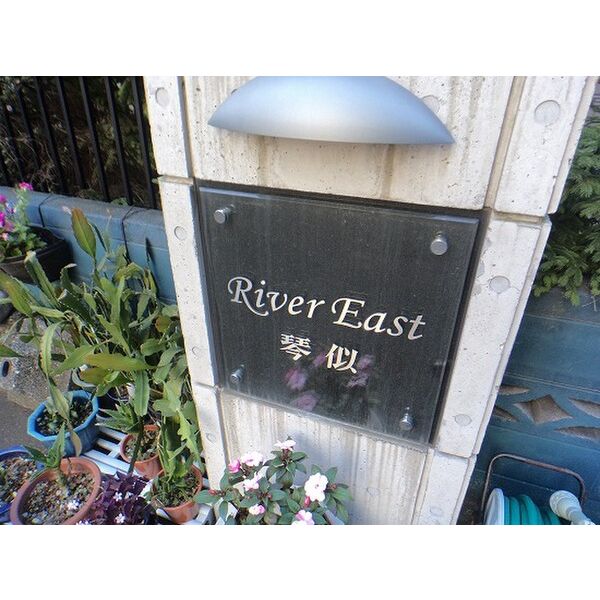 River East
琴似